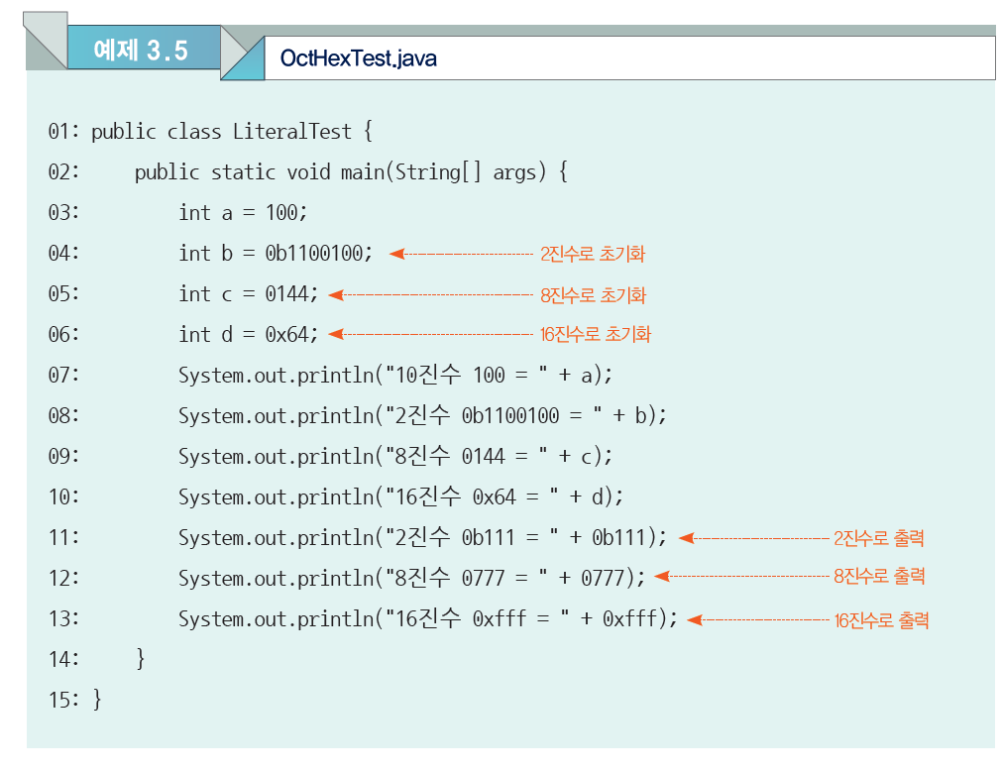 예제 3.5
OctHexTest.java
01: public class LiteralTest {
02:     public static void main(String[] args) {
03:         int a = 100;
04:         int b = 0b1100100; 2진수로 초기화
05:         int c = 0144; 8진수로 초기화
06:         int d = 0x64; 16진수로 초기화
07:         System.out.println("10진수 100 = " + a);
08:         System.out.println("2진수 0b1100100 = " + b);
09:         System.out.println("8진수 0144 = " + c);
10:         System.out.println("16진수 0x64 = " + d);
11:         System.out.println("2진수 0b111 = " + 0b111); 2진수로 출력
12:         System.out.println("8진수 0777 = " + 0777); 8진수로 출력
13:         System.out.println("16진수 0xfff = " + 0xfff); 16진수로 출력
14:     }
15: }